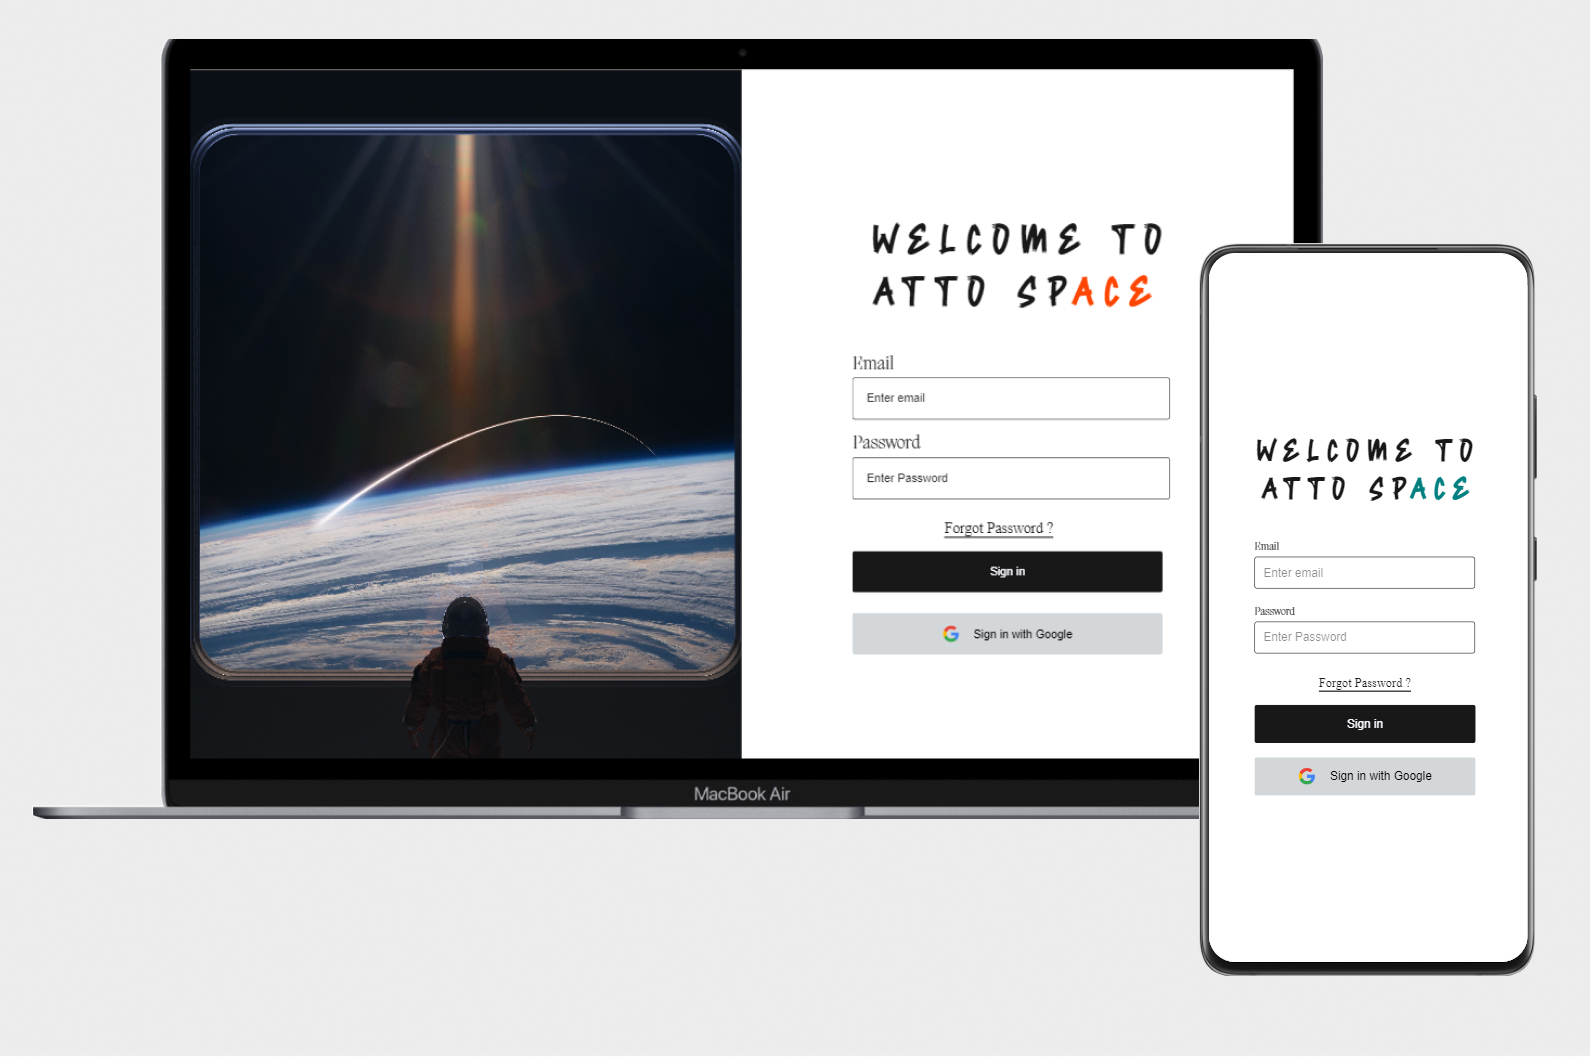 WELCOME TO
ATTO SPACE
Email
Enter email
Password
Enter Password
Forgot Password ?
Sign in
Sign in with Google
MacBook Air
WELCOME TO
ATTO SPACE
Email
Enter email
Password
Enter Password
Forgot Password ?
Sign in
Sign in with Google